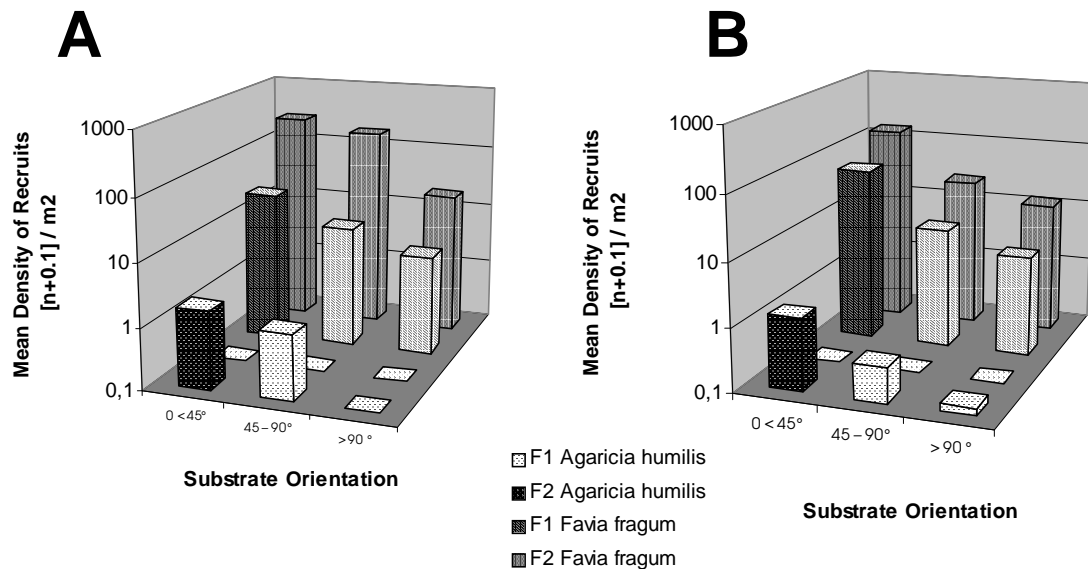 A
Mean Density of Recruits
[n+0.1] / m2
1000
100
10
1
0,1
0 <45°
45 – 90°
>90 °
Substrate Orientation
B
Mean Density of Recruits
[n+0.1] / m2
1000
100
10
1
0,1
0 <45°
45 – 90°
>90 °
Substrate Orientation
F1 Agaricia humilis
F2 Agaricia humilis
F1 Favia fragum
F2 Favia fragum